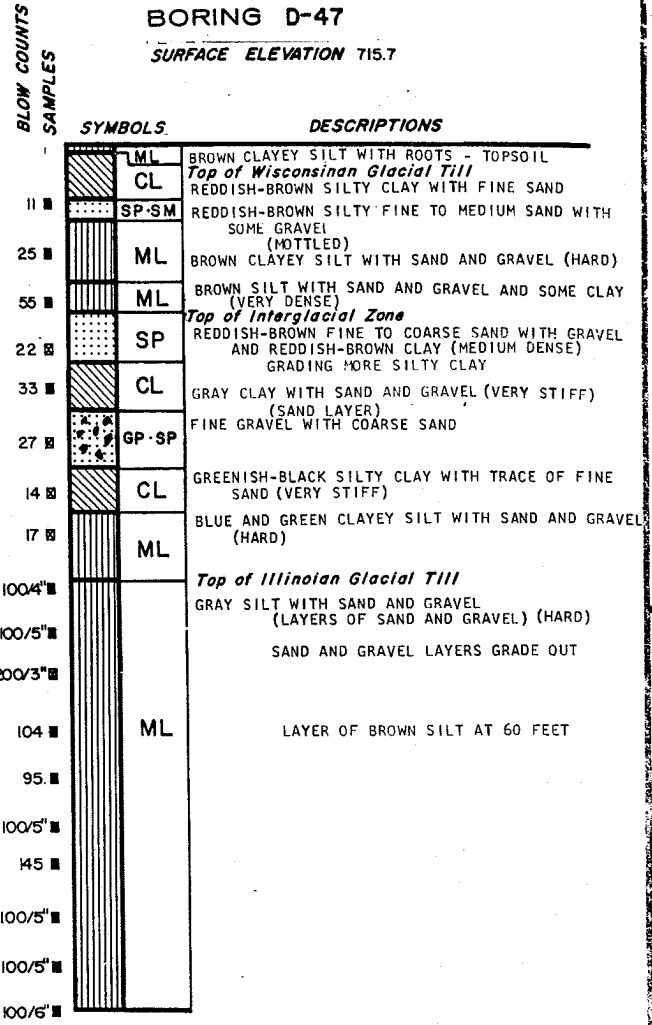 BORING D-47
SURFACE ELEVATION 715.7
BLOW COUNTS
SAMPLES
SYMBOLS
DESCRIPTIONS
ML BROWN CLAYEY SILT WITH ROOTS - TOPSOIL
Top of Wisconsinan Glacial Till
CL REDDISH-BROWN SILTY CLAY WITH FINE SAND
11 SP·SM REDDISH-BROWN SILTY FINE TO MEDIUM SAND WITH
SOME GRAVEL
(MOTTLED)
25 ML BROWN CLAYEY SILT WITH SAND AND GRAVEL (HARD)
55 ML BROWN SILT WITH SAND AND GRAVEL AND SOME CLAY
(VERY DENSE)
Top of Interglacial Zone
SP REDDISH-BROWN FINE TO COARSE SAND WITH GRAVEL
22 AND REDDISH-BROWN CLAY (MEDIUM DENSE)
GRADING MORE SILTY CLAY
33 CL GRAY CLAY WITH SAND AND GRAVEL (VERY STIFF)
(SAND LAYER)
27 GP·SP FINE GRAVEL WITH COARSE SAND
14 CL GREENISH-BLACK SILTY CLAY WITH TRACE OF FINE
SAND (VERY STIFF)
17 ML BLUE AND GREEN CLAYEY SILT WITH SAND AND GRAVEL
(HARD)
Top of Illinoian Glacial Till
100/4"
GRAY SILT WITH SAND AND GRAVEL
(LAYERS OF SAND AND GRAVEL) (HARD)
100/5"
SAND AND GRAVEL LAYERS GRADE OUT
200/3"
104 ML LAYER OF BROWN SILT AT 60 FEET
95
100/5"
145
100/5"
100/5"
100/6"